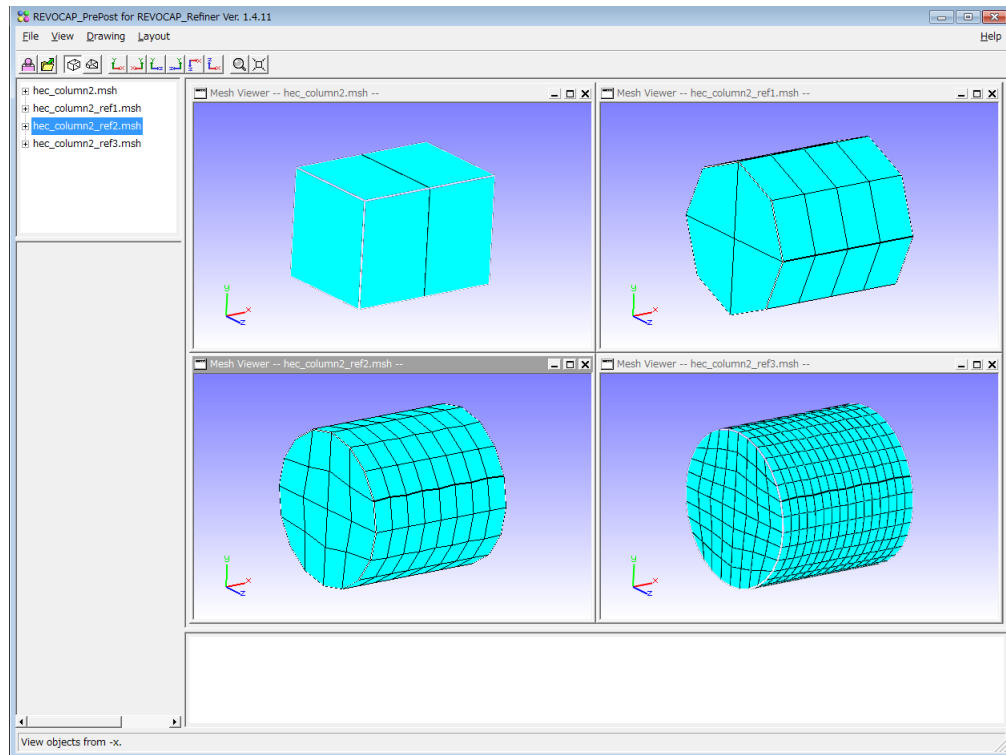 REVOCAP_PrePost for REVOCAP_Refiner Ver. 1.4.11
File View Drawing Layout Help
hec_column2.msh
hec_column2_ref1.msh
hec_column2_ref2.msh
hec_column2_ref3.msh
Mesh Viewer -- hec_column2.msh --
y
x
z
Mesh Viewer -- hec_column2_ref1.msh --
y
x
z
Mesh Viewer -- hec_column2_ref2.msh --
y
x
z
Mesh Viewer -- hec_column2_ref3.msh --
y
x
z
View objects from -x.